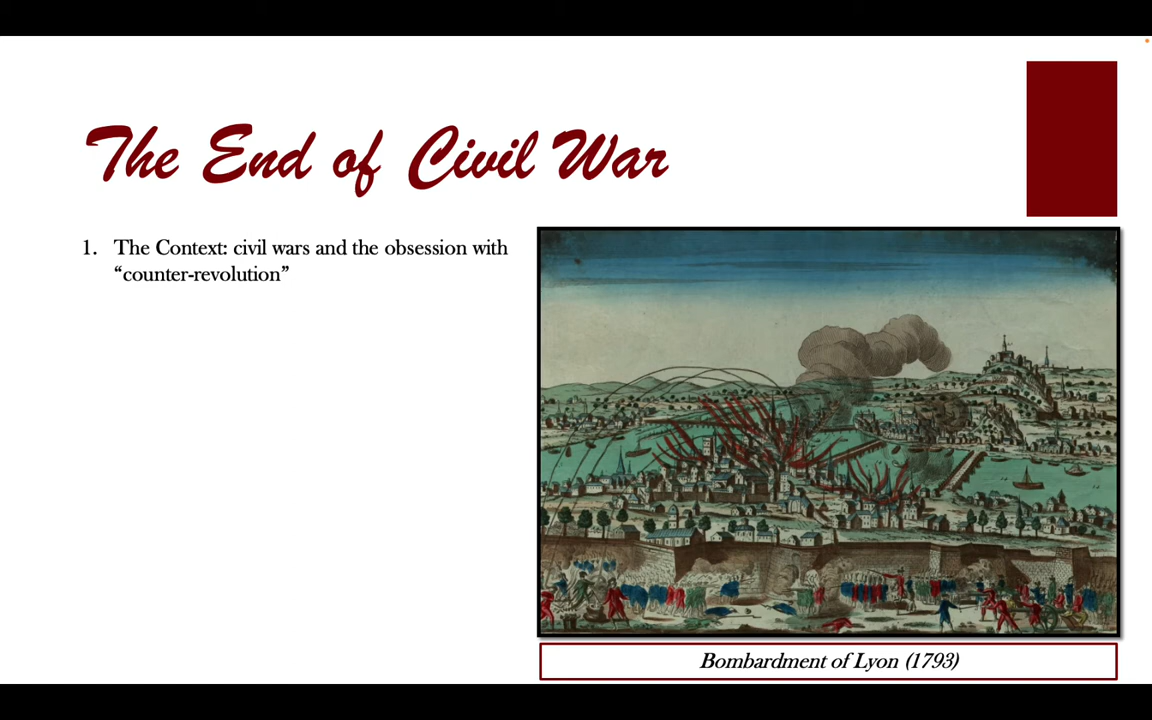 The End of Civil War
1. The Context: civil wars and the obsession with
“counter-revolution”
Bombardment of Lyon (1793)